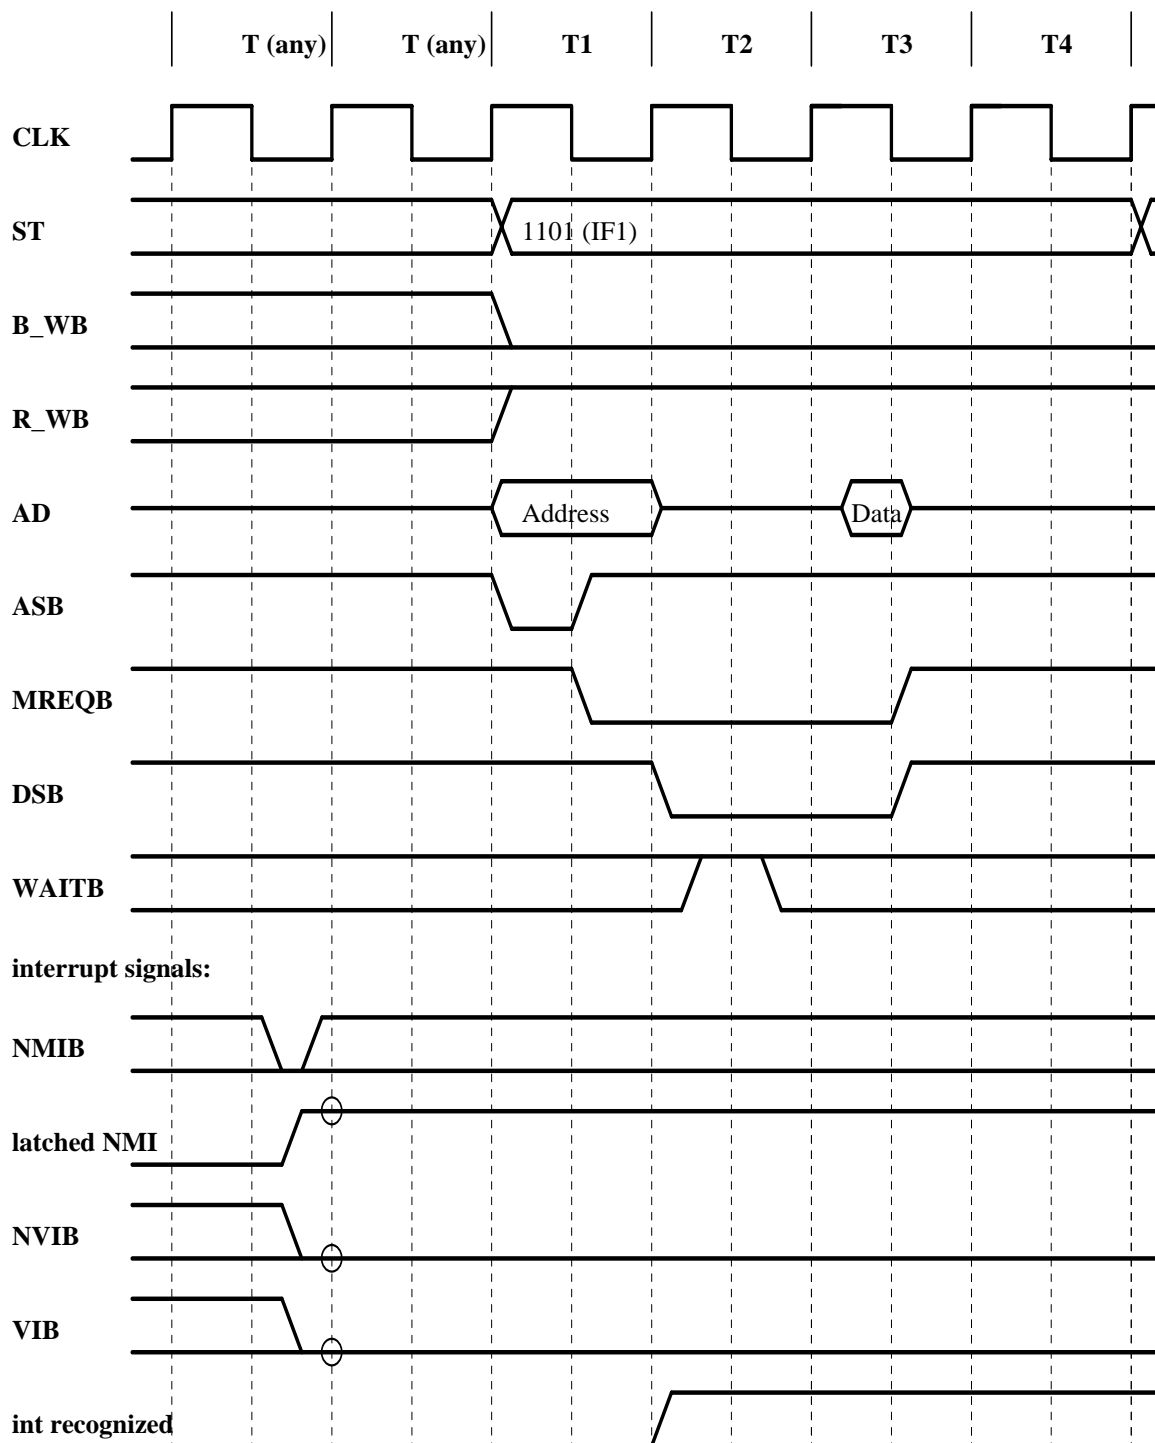 T (any) T (any) T1 T2 T3 T4
CLK
ST 1101 (IF1)
B_WB
R_WB
AD Address Data
ASB
MREQB
DSB
WAITB
interrupt signals:
NMIB
latched NMI
NVIB
VIB
int recognized